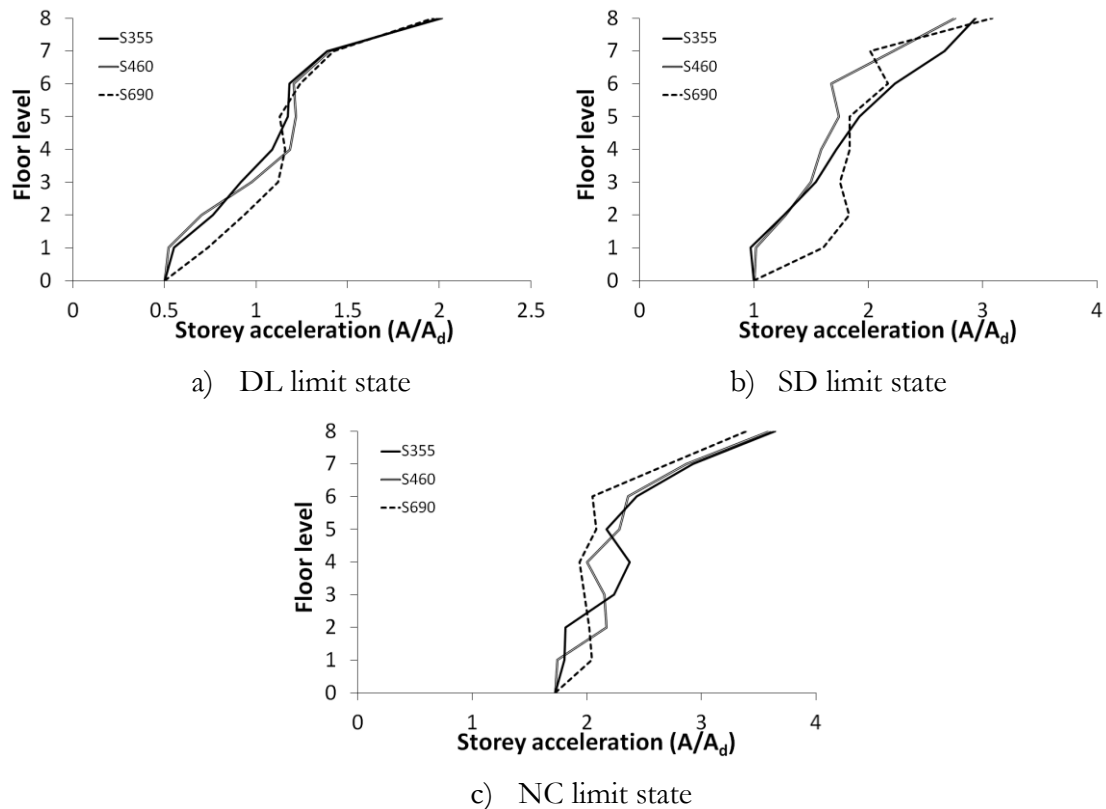 8
7
6
5
4
3
2
1
0
Floor level
S355
S460
S690
0 0.5 1 1.5 2 2.5
Storey acceleration (A/Ad)
a) DL limit state
8
7
6
5
4
3
2
1
0
Floor level
S355
S460
S690
0 1 2 3 4
Storey acceleration (A/Ad)
b) SD limit state
8
7
6
5
4
3
2
1
0
Floor level
S355
S460
S690
0 1 2 3 4
Storey acceleration (A/Ad)
c) NC limit state